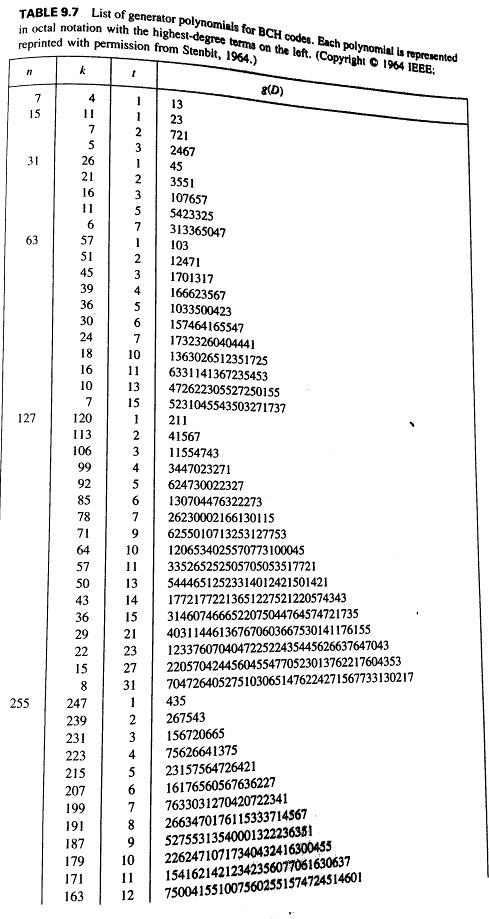 TABLE 9.7 List of generator polynomials for BCH codes. Each polynomial is represented
in octal notation with the highest-degree terms on the left. (Copyright © 1964 IEEE;
reprinted with permission from Stenbit, 1964.)
n k t g(D)
7 4 1 13
15 11 1 23
7 2 721
5 3 2467
31 26 1 45
21 2 3551
16 3 107657
11 5 5423325
6 7 313365047
63 57 1 103
51 2 12471
45 3 1701317
39 4 166623567
36 5 1033500423
30 6 157464165547
24 7 17323260404441
18 10 1363026512351725
16 11 6331141367235453
10 13 472622305527250155
7 15 5231045543503271737
127 120 1 211
113 2 41567
106 3 11554743
99 4 3447023271
92 5 624730022327
85 6 130704476322273
78 7 26230002166130115
71 9 6255010713253127753
64 10 1206534025570773100045
57 11 335265252505705053517721
50 13 54446512523314012421501421
43 14 17721772213651227521220574343
36 15 3146074666522075044764574721735
29 21 403114461367670603667530141176155
22 23 123376070404722522435445626637647043
15 27 22057042445604554770523013762217604353
8 31 7047264052751030651476224271567733130217
255 247 1 435
239 2 267543
231 3 156720665
223 4 75626641375
215 5 23157564726421
207 6 16176560567636227
199 7 7633031270420722341
191 8 2663470176115333714567
187 9 52755313540001322236351
179 10 22624710717340432416300455
171 11 1541621421234235607706​1630637
163 12 7500415510075602551574724514601